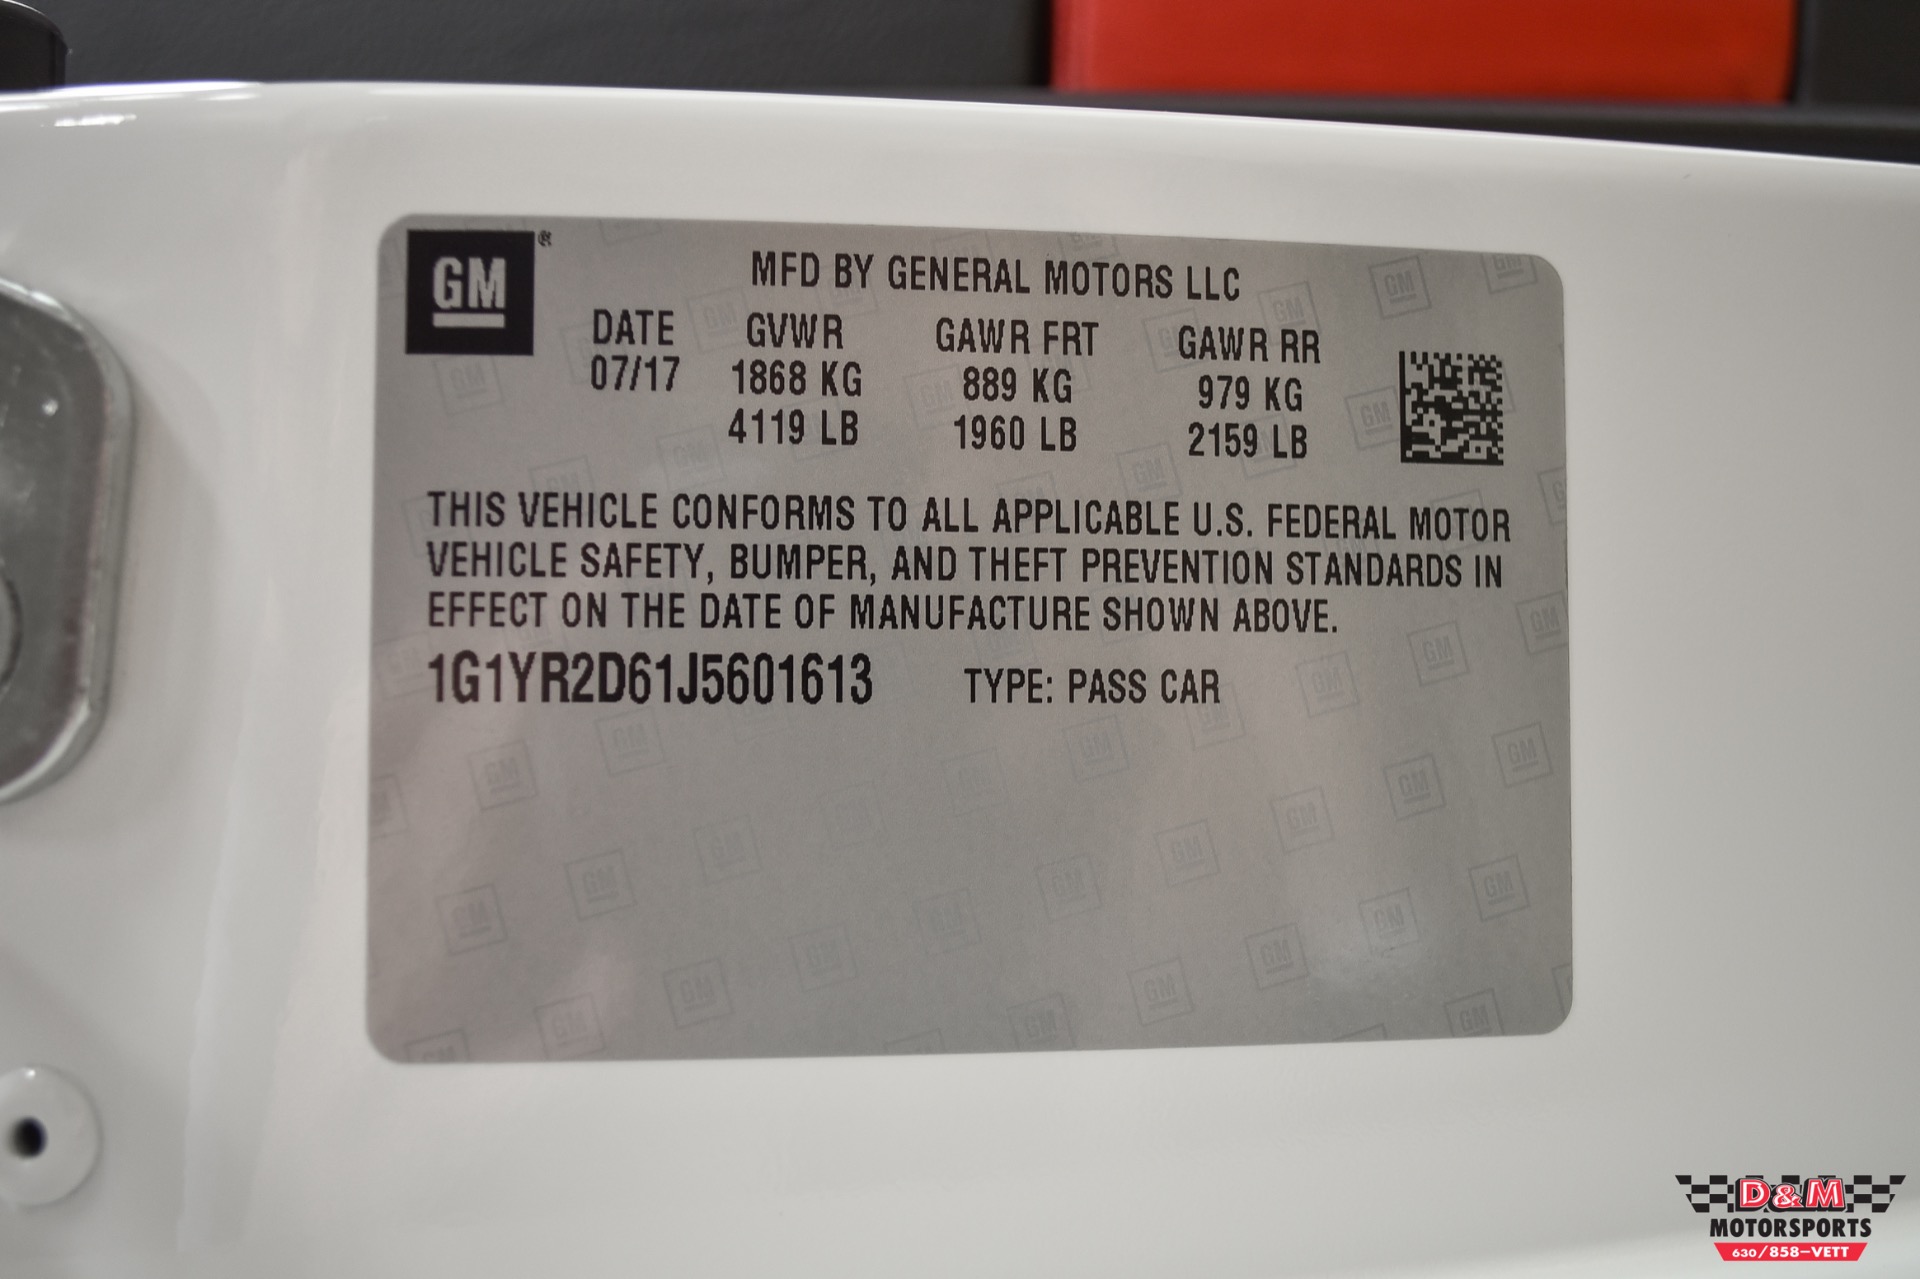 GM®
MFD BY GENERAL MOTORS LLC
DATE GVWR GAWR FRT GAWR RR
07/17 1868 KG 889 KG 979 KG
4119 LB 1960 LB 2159 LB
THIS VEHICLE CONFORMS TO ALL APPLICABLE U.S. FEDERAL MOTOR
VEHICLE SAFETY, BUMPER, AND THEFT PREVENTION STANDARDS IN
EFFECT ON THE DATE OF MANUFACTURE SHOWN ABOVE.
1G1YR2D61J5601613 TYPE: PASS CAR
D&M
MOTORSPORTS
630/858-VETT